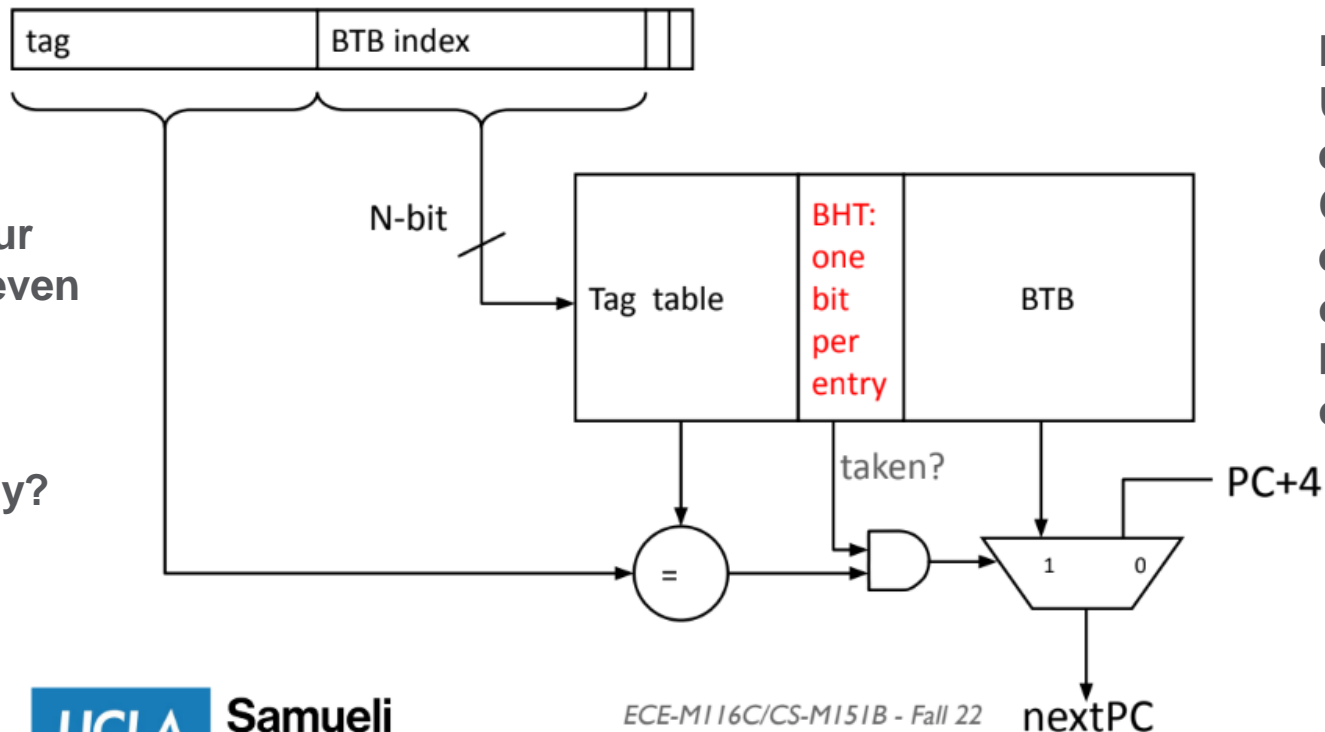 tag
BTB index
N-bit
Tag table
BHT:
one
bit
per
entry
BTB
taken?
PC+4
=
1
0
nextPC
even
y?
UCLA
Samueli
ECE-M116C/CS-M151B - Fall 22